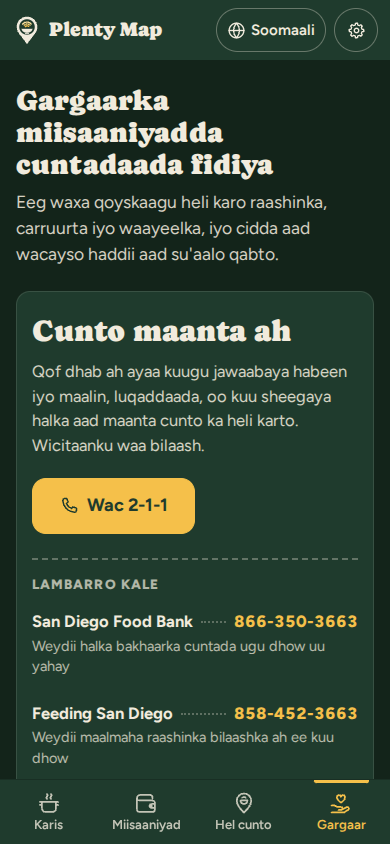 Plenty Map
Soomaali
Gargaarka
miisaaniyadda
cuntadaada fidiya
Eeg waxa qoyskaagu heli karo raashinka,
carruurta iyo waayeelka, iyo cidda aad
wacayso haddii aad su'aalo qabto.
Cunto maanta ah
Qof dhab ah ayaa kuugu jawaabaya habeen
iyo maalin, luqaddaada, oo kuu sheegaya
halka aad maanta cunto ka heli karto.
Wicitaanku waa bilaash.
Wac 2-1-1
LAMBARRO KALE
San Diego Food Bank 866-350-3663
Weydii halka bakhaarka cuntada ugu dhow uu
yahay
Feeding San Diego 858-452-3663
Weydii maalmaha raashinka bilaashka ah ee kuu
dhow
Karis
Miisaaniyad
Hel cunto
Gargaar